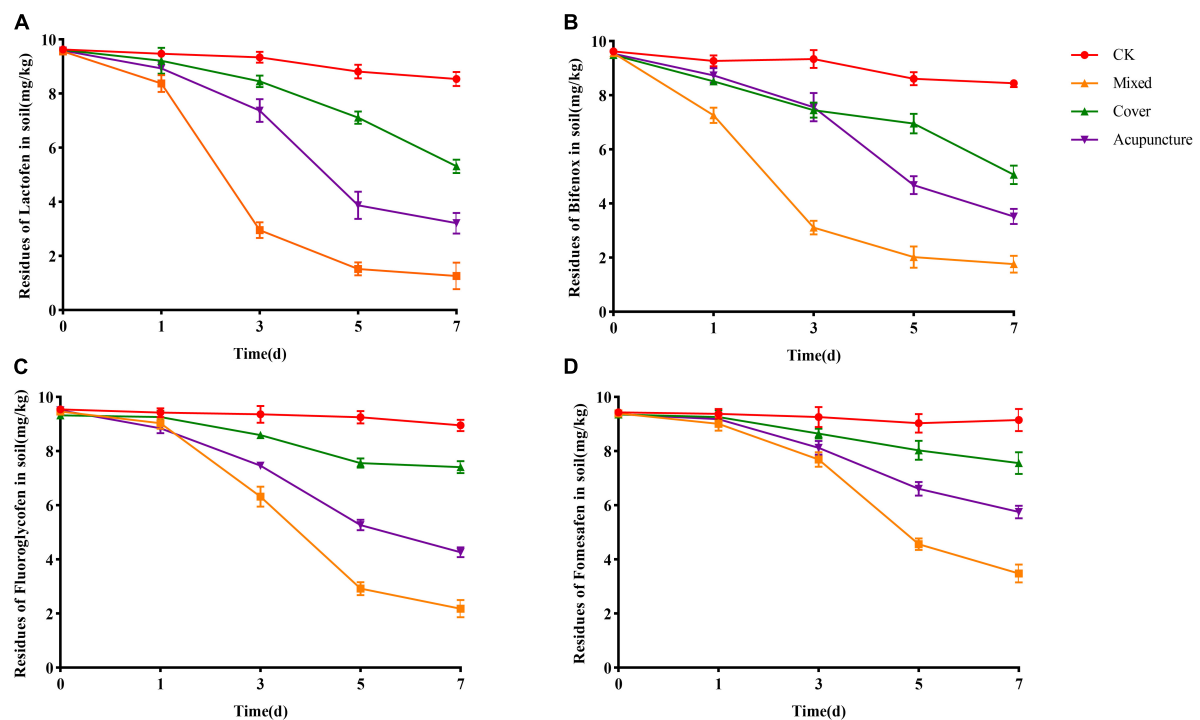 A
Residues of Lactofen in soil(mg/kg)
10
8
6
4
2
0
0 1 3 5 7
Time(d)
B
Residues of Bifenox in soil(mg/kg)
10
8
6
4
2
0
0 1 3 5 7
Time(d)
CK
Mixed
Cover
Acupuncture
C
Residues of Fluoroglycofen in soil(mg/kg)
10
8
6
4
2
0
0 1 3 5 7
Time(d)
D
Residues of Fomesafen in soil(mg/kg)
10
8
6
4
2
0
0 1 3 5 7
Time(d)